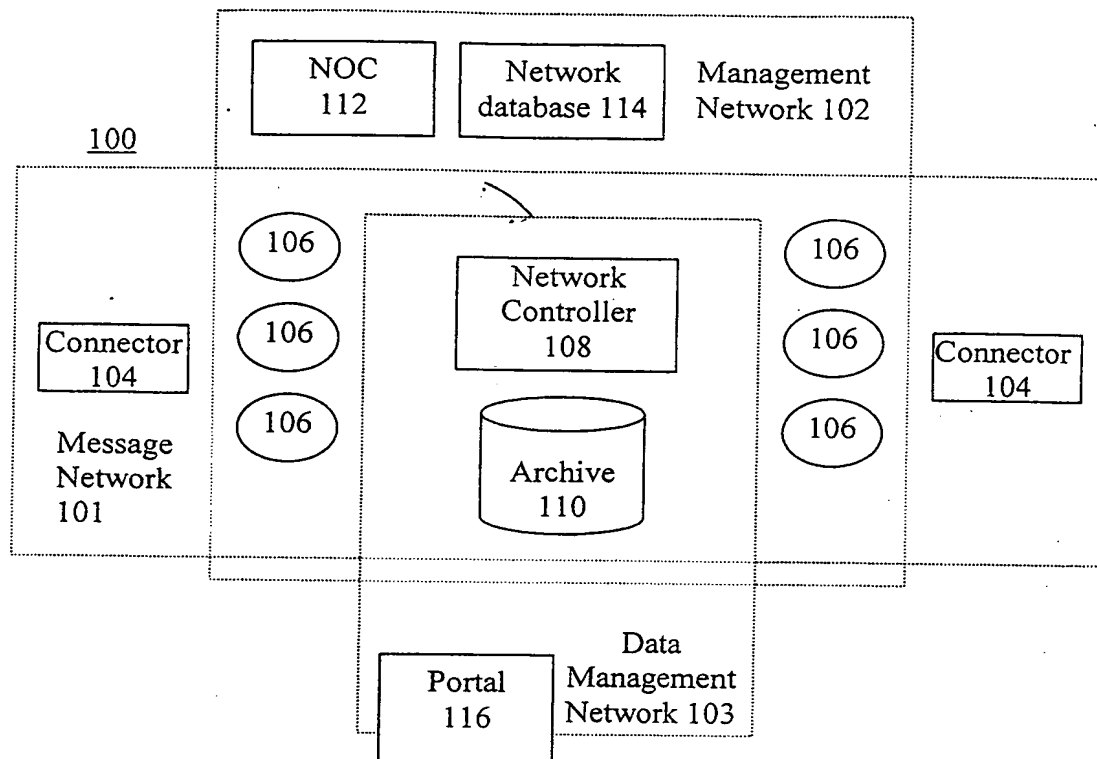 NOC
112
Network
database 114
Management
Network 102
100
106
106
106
Connector
104
Message
Network
101
Network
Controller
108
Archive
110
106
106
106
Connector
104
Portal
116
Data
Management
Network 103